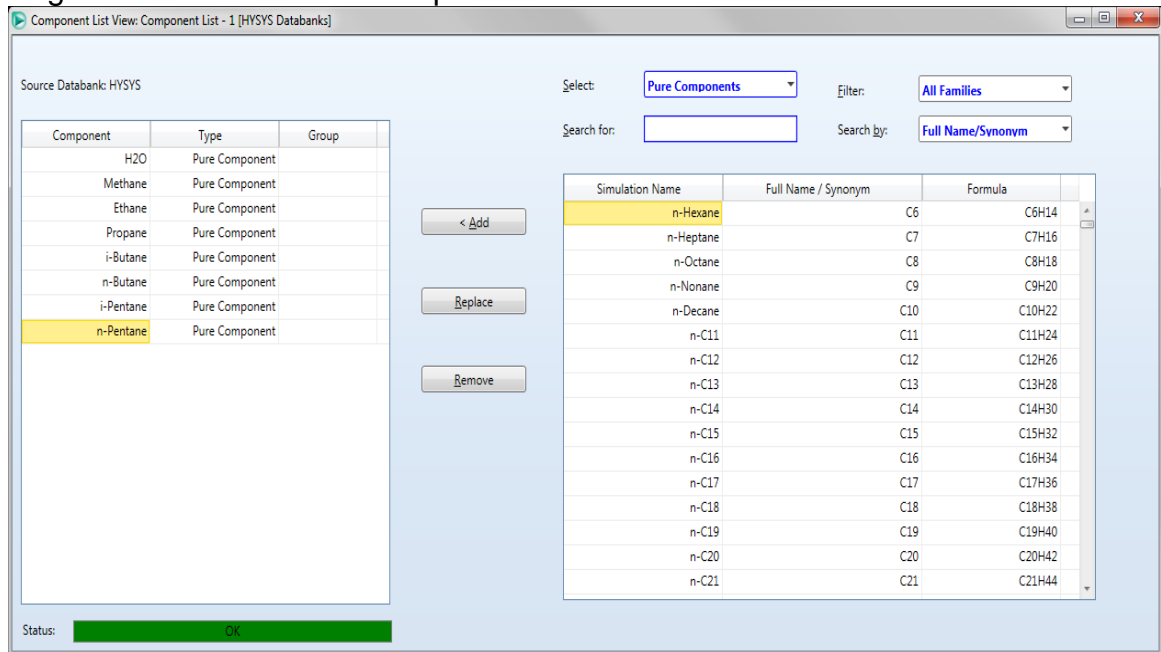 Component List View: Component List - 1 [HYSYS Databanks]
Source Databank: HYSYS
Select: Pure Components Filter: All Families
Search for: Search by: Full Name/Synonym
Component Type Group
H2O Pure Component
Methane Pure Component
Ethane Pure Component
Propane Pure Component
i-Butane Pure Component
n-Butane Pure Component
i-Pentane Pure Component
n-Pentane Pure Component
< Add
Replace
Remove
Simulation Name Full Name / Synonym Formula
n-Hexane C6 C6H14
n-Heptane C7 C7H16
n-Octane C8 C8H18
n-Nonane C9 C9H20
n-Decane C10 C10H22
n-C11 C11 C11H24
n-C12 C12 C12H26
n-C13 C13 C13H28
n-C14 C14 C14H30
n-C15 C15 C15H32
n-C16 C16 C16H34
n-C17 C17 C17H36
n-C18 C18 C18H38
n-C19 C19 C19H40
n-C20 C20 C20H42
n-C21 C21 C21H44
Status: OK